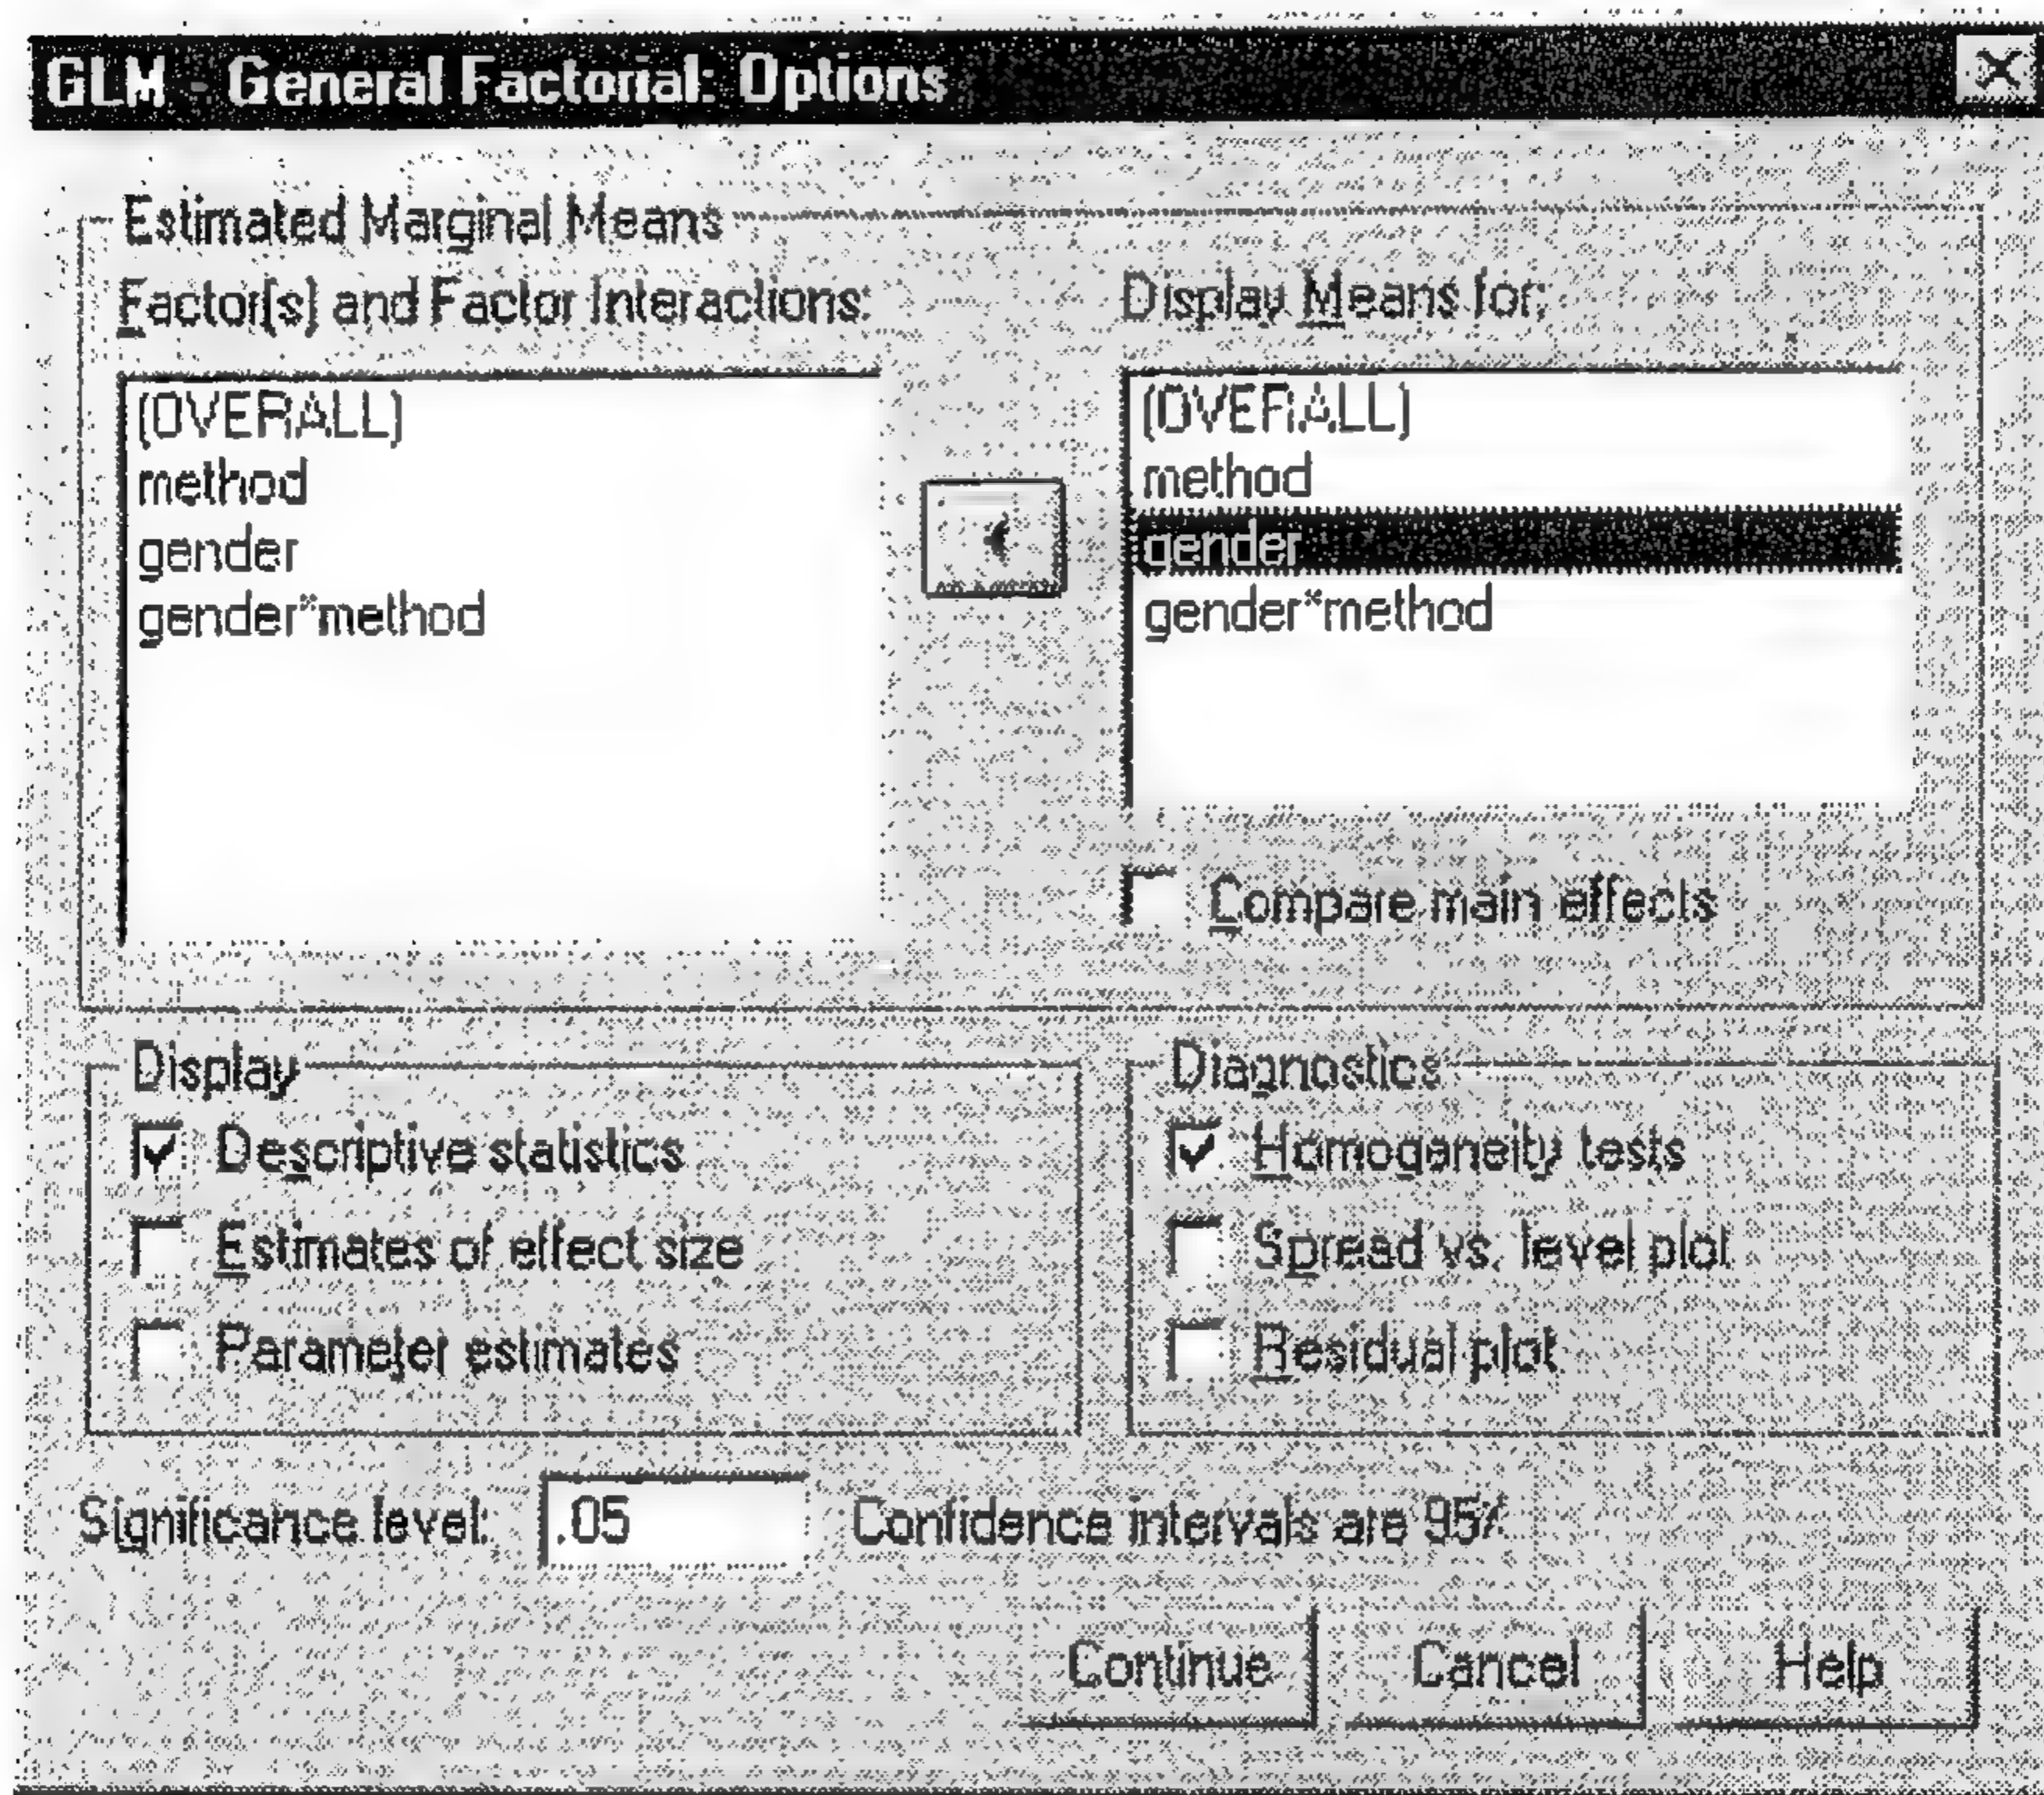 GLM - General Factorial: Options
Estimated Marginal Means
Factor(s) and Factor Interactions:
(OVERALL)
method
gender
gender*method
Display Means for:
(OVERALL)
method
gender
gender*method
Compare main effects
Display
Descriptive statistics
Estimates of effect size
Parameter estimates
Diagnostics
Homogeneity tests
Spread vs. level plot
Residual plot
Significance level: .05 Confidence intervals are 95%
Continue Cancel Help